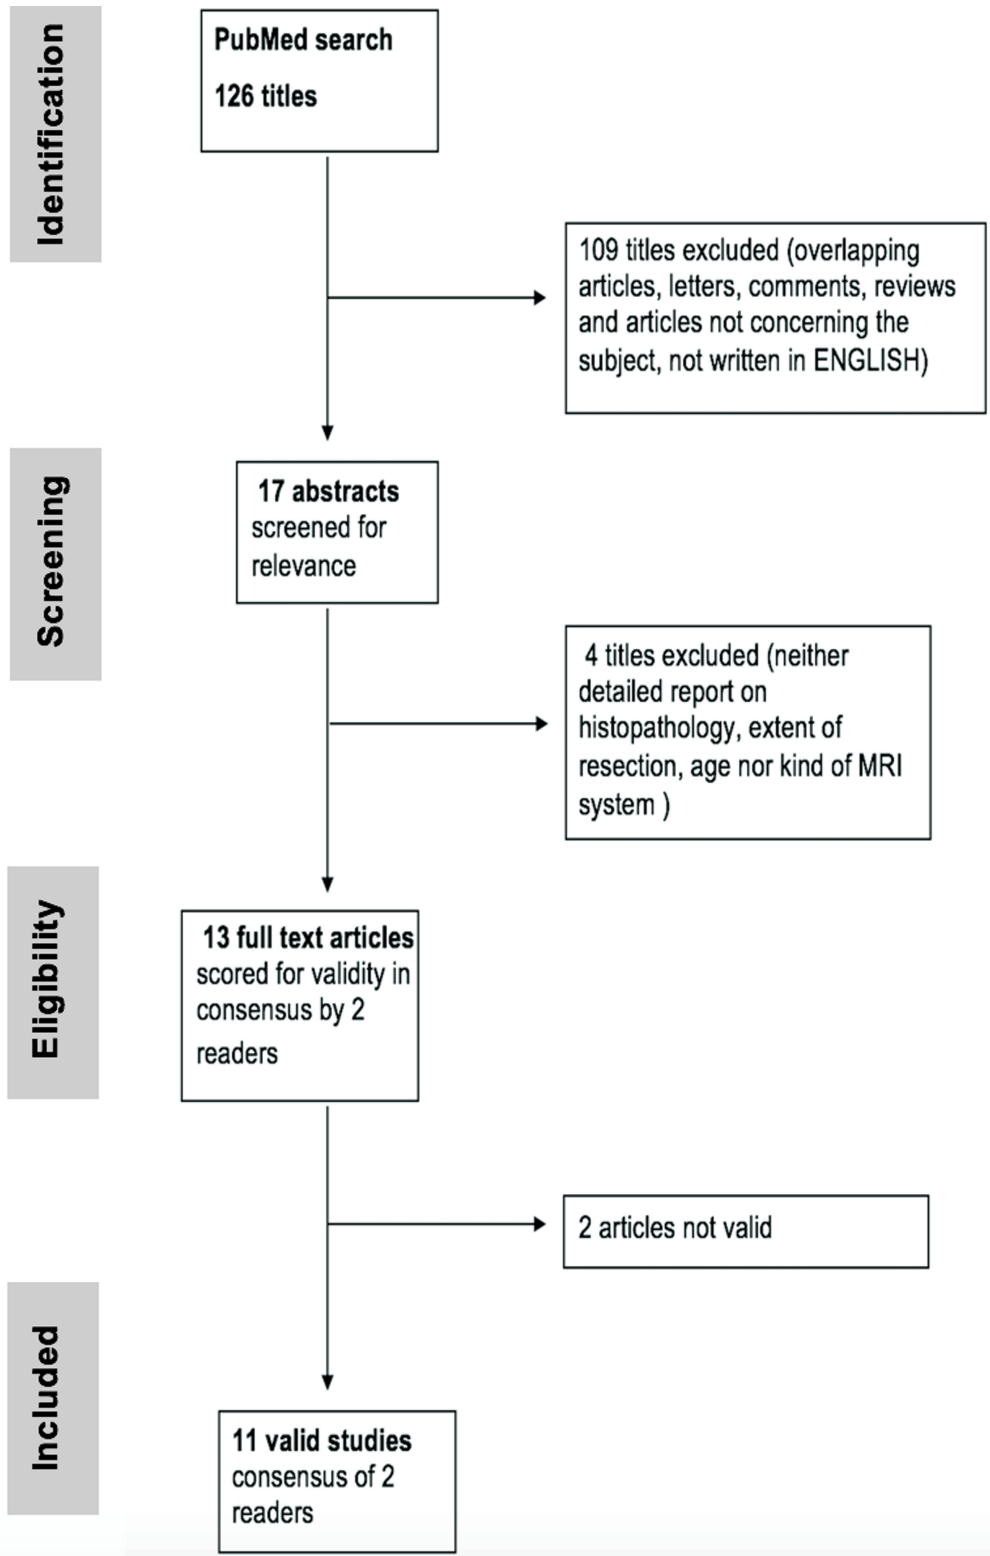 Identification
PubMed search
126 titles
109 titles excluded (overlapping
articles, letters, comments, reviews
and articles not concerning the
subject, not written in ENGLISH)
Screening
17 abstracts
screened for
relevance
4 titles excluded (neither
detailed report on
histopathology, extent of
resection, age nor kind of MRI
system )
Eligibility
13 full text articles
scored for validity in
consensus by 2
readers
2 articles not valid
Included
11 valid studies
consensus of 2
readers